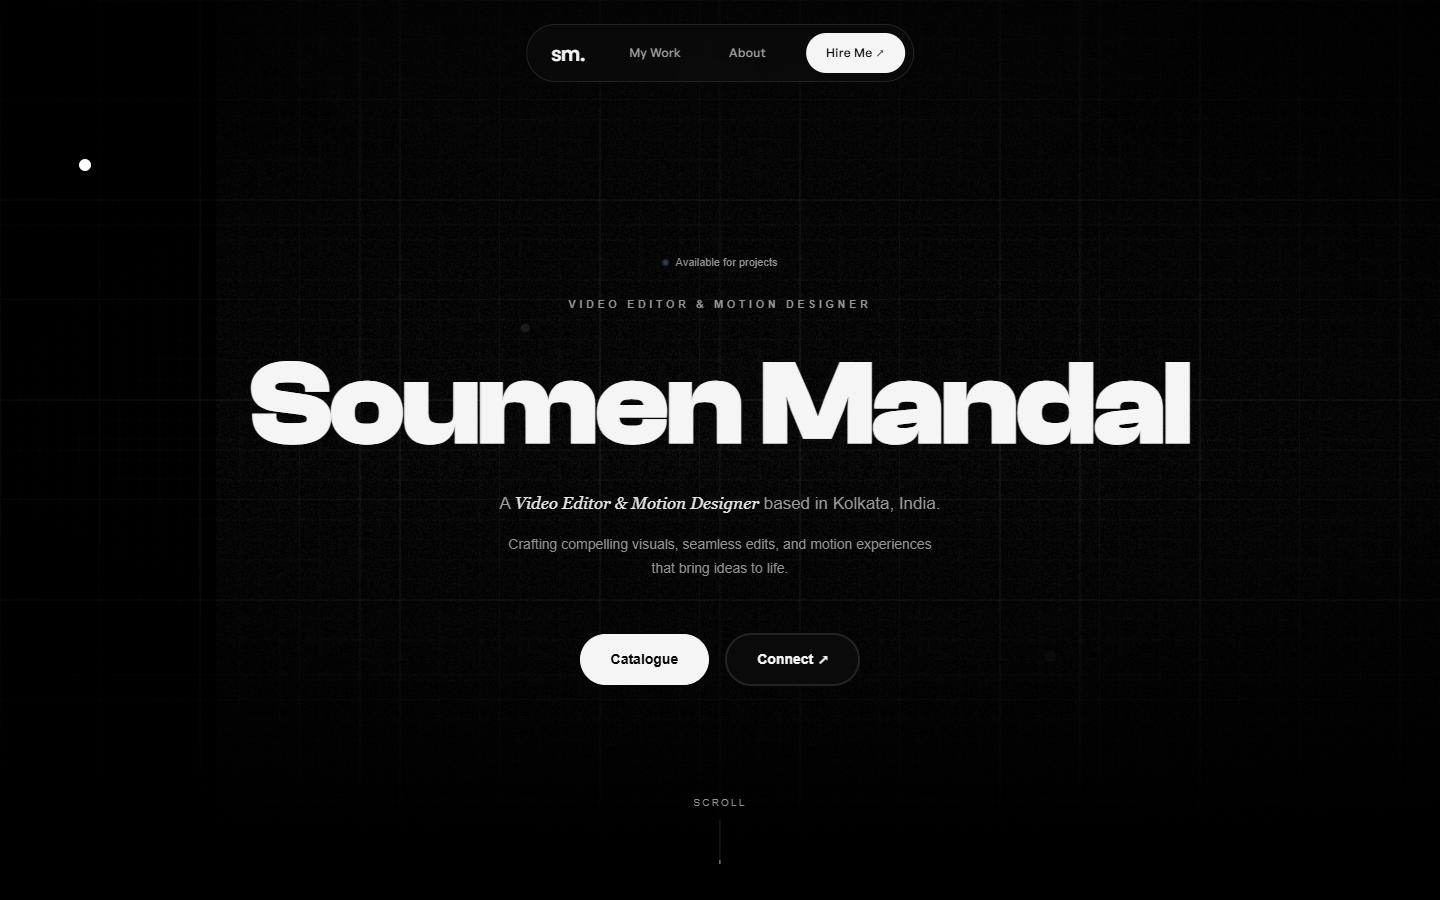 sm.
My Work
About
Hire Me ↗
Available for projects
VIDEO EDITOR & MOTION DESIGNER
Soumen Mandal
A Video Editor & Motion Designer based in Kolkata, India.
Crafting compelling visuals, seamless edits, and motion experiences
that bring ideas to life.
Catalogue
Connect ↗
SCROLL